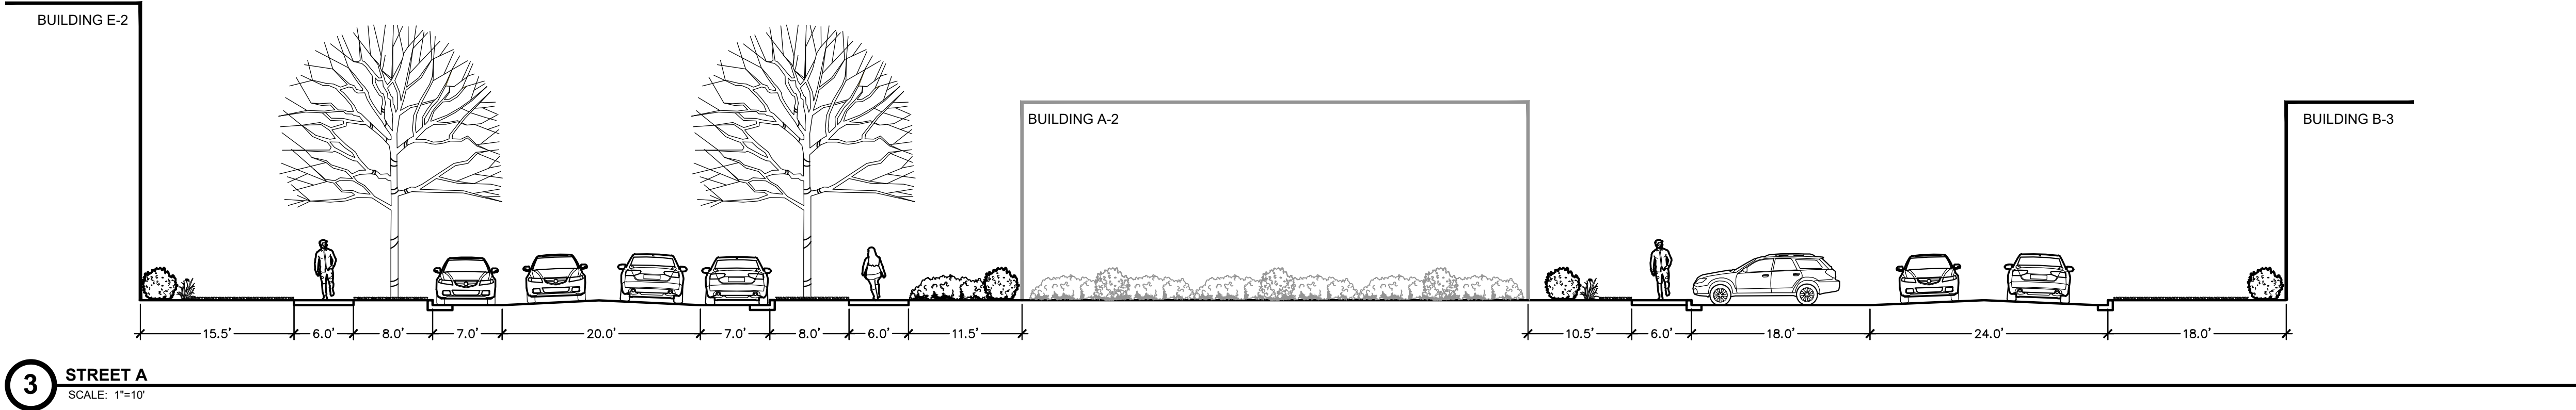 BUILDING E-2
BUILDING A-2
BUILDING B-3
15.5' 6.0' 8.0' 7.0' 20.0' 7.0' 8.0' 6.0' 11.5' 10.5' 6.0' 18.0' 24.0' 18.0'
3 STREET A
SCALE: 1"=10'